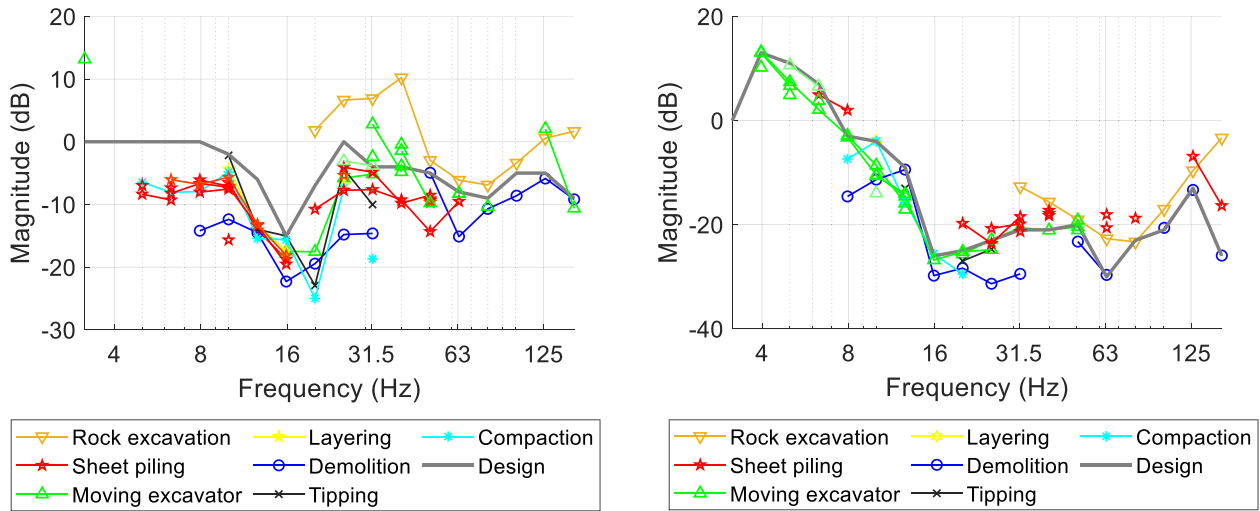 20
10
0
-10
-20
-30
Magnitude (dB)
4 8 16 31.5 63 125
Frequency (Hz)
Rock excavation Layering Compaction
Sheet piling Demolition Design
Moving excavator Tipping
20
0
-20
-40
Magnitude (dB)
4 8 16 31.5 63 125
Frequency (Hz)
Rock excavation Layering Compaction
Sheet piling Demolition Design
Moving excavator Tipping